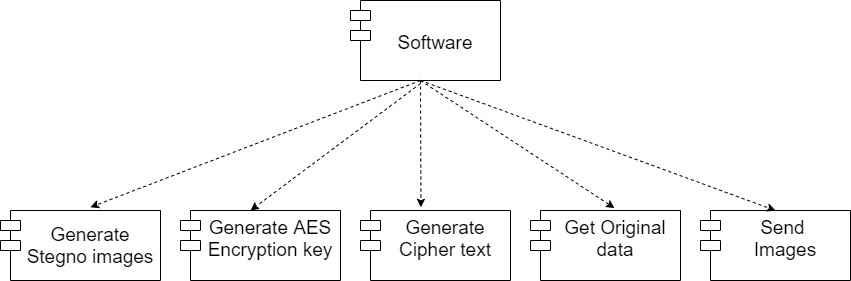 Software
Generate
Stegno images
Generate AES
Encryption key
Generate
Cipher text
Get Original
data
Send
Images